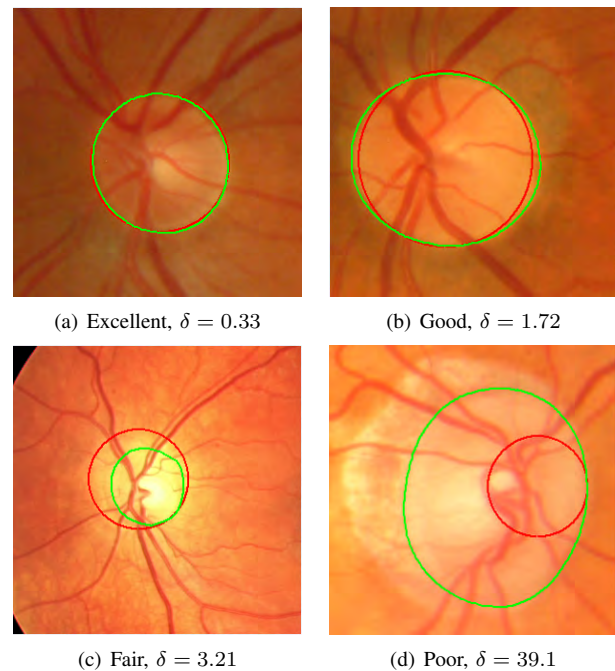 (a) Excellent, δ = 0.33
(b) Good, δ = 1.72
(c) Fair, δ = 3.21
(d) Poor, δ = 39.1